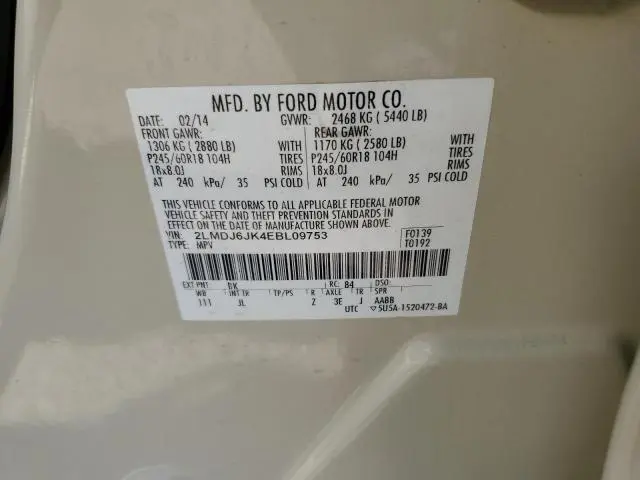 MFD. BY FORD MOTOR CO.
DATE: 02/14 GVWR: 2468 KG ( 5440 LB)
FRONT GAWR: REAR GAWR:
1306 KG ( 2880 LB) WITH 1170 KG ( 2580 LB) WITH
P245/60R18 104H TIRES P245/60R18 104H TIRES
18x8.0J RIMS 18x8.0J RIMS
AT 240 kPa/ 35 PSI COLD AT 240 kPa/ 35 PSI COLD
THIS VEHICLE CONFORMS TO ALL APPLICABLE FEDERAL MOTOR
VEHICLE SAFETY AND THEFT PREVENTION STANDARDS IN
EFFECT ON THE DATE OF MANUFACTURE SHOWN ABOVE.
VIN: 2LMDJ6JK4EBL09753 F0139
TYPE: MPV T0192
EXT PNT: DK RC: 84 DSO:
WB INT TR TP/PS R AXLE TR SPR
111 JL 2 3E J AABB
UTC ▽5U5A-1520472-BA